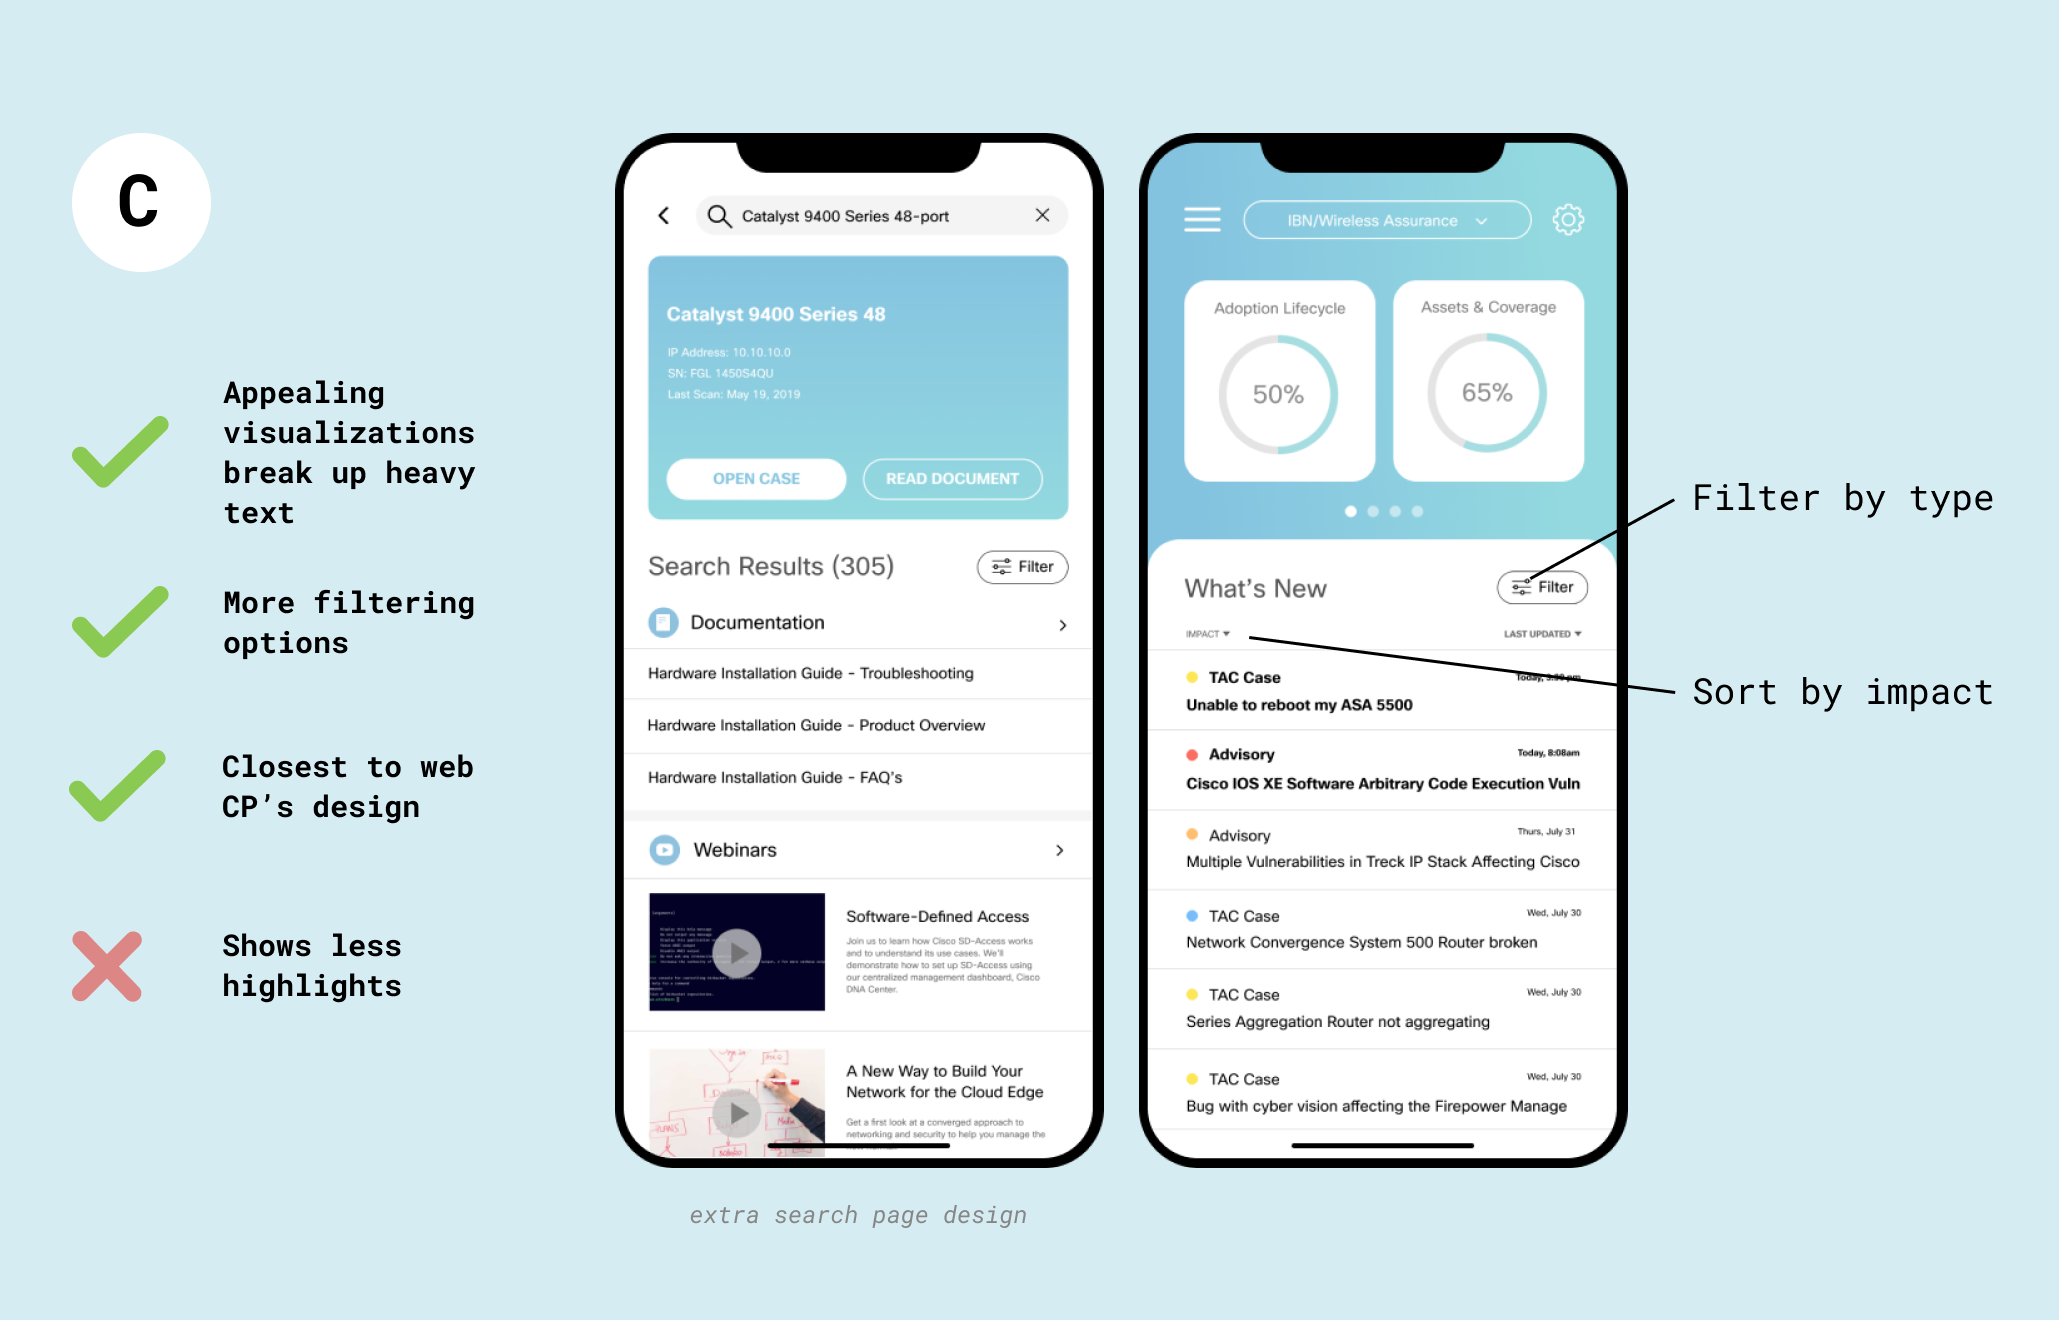 C
Appealing
visualizations
break up heavy
text
More filtering
options
Closest to web
CP's design
Shows less
highlights
Catalyst 9400 Series 48-port
Catalyst 9400 Series 48
IP Address: 10.10.10.0
SN: FGL 1450S4QU
Last Scan: May 19, 2019
OPEN CASE
READ DOCUMENT
Search Results (305)
Filter
Documentation
Hardware Installation Guide - Troubleshooting
Hardware Installation Guide - Product Overview
Hardware Installation Guide - FAQ's
Webinars
Software-Defined Access
Join us to learn how Cisco SD-Access works
and to understand its use cases. We'll
demonstrate how to set up SD-Access using
our centralized management dashboard, Cisco
DNA Center.
A New Way to Build Your
Network for the Cloud Edge
Get a first look at a converged approach to
networking and security to help you manage the
extra search page design
IBN/Wireless Assurance
Adoption Lifecycle
50%
Assets & Coverage
65%
What's New
Filter
IMPACT
LAST UPDATED
TAC Case
Today,
Unable to reboot my ASA 5500
Advisory
Today, 8:08am
Cisco IOS XE Software Arbitrary Code Execution Vuln
Advisory
Thurs, July 31
Multiple Vulnerabilities in Treck IP Stack Affecting Cisco
TAC Case
Wed, July 30
Network Convergence System 500 Router broken
TAC Case
Wed, July 30
Series Aggregation Router not aggregating
TAC Case
Wed, July 30
Bug with cyber vision affecting the Firepower Manage
Filter by type
Sort by impact